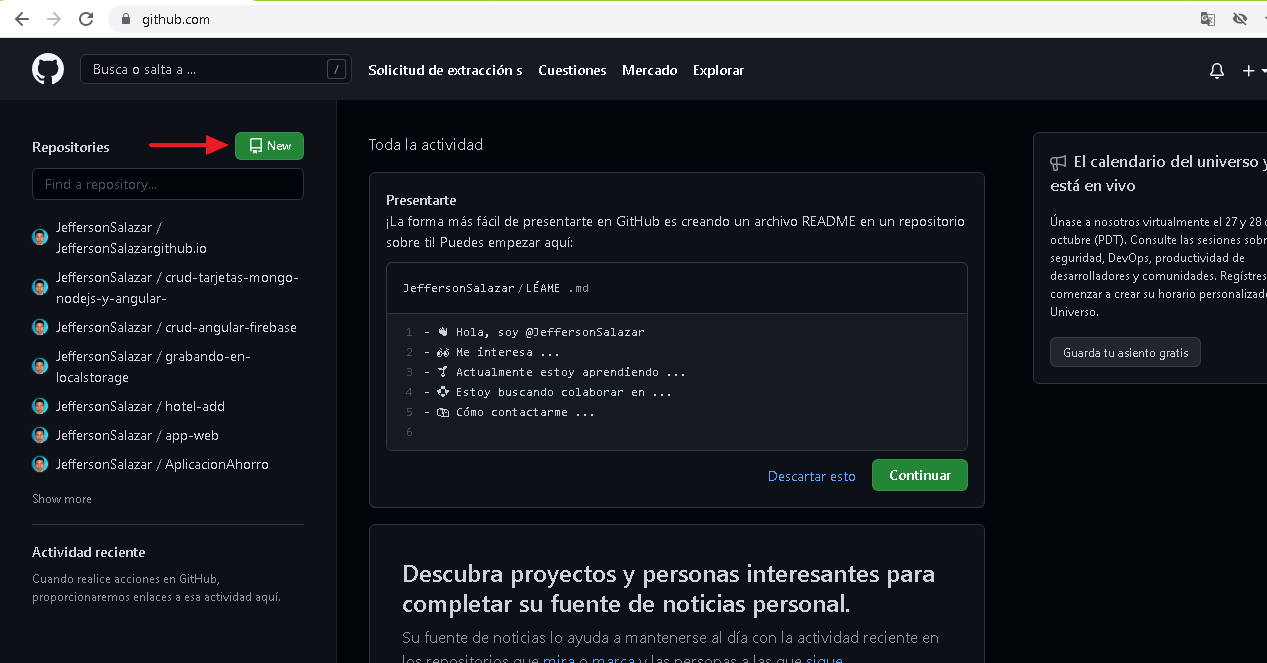 github.com
Busca o salta a ...
/
Solicitud de extracción s
Cuestiones
Mercado
Explorar
Repositories
New
Find a repository...
JeffersonSalazar /
JeffersonSalazar.github.io
JeffersonSalazar / crud-tarjetas-mongo-
nodejs-y-angular-
JeffersonSalazar / crud-angular-firebase
JeffersonSalazar / grabando-en-
localstorage
JeffersonSalazar / hotel-add
JeffersonSalazar / app-web
JeffersonSalazar / AplicacionAhorro
Show more
Actividad reciente
Cuando realice acciones en GitHub,
proporcionaremos enlaces a esa actividad aquí.
Toda la actividad
Presentarte
¡La forma más fácil de presentarte en GitHub es creando un archivo README en un repositorio
sobre ti! Puedes empezar aquí:
JeffersonSalazar/LÉAME .md
1 - 👋 Hola, soy @JeffersonSalazar
2 - 👀 Me interesa ...
3 - 🌱 Actualmente estoy aprendiendo ...
4 - 💞 Estoy buscando colaborar en ...
5 - 📫 Cómo contactarme ...
6
Descartar esto
Continuar
Descubra proyectos y personas interesantes para
completar su fuente de noticias personal.
Su fuente de noticias lo ayuda a mantenerse al día con la actividad reciente en
los repositorios que mira o marca y las personas a las que sigue.
El calendario del universo y
está en vivo
Únase a nosotros virtualmente el 27 y 28
octubre (PDT). Consulte las sesiones
seguridad, DevOps, productividad de
desarrolladores y comunidades.
comenzar a crear su horario
Universo.
Guarda tu asiento gratis